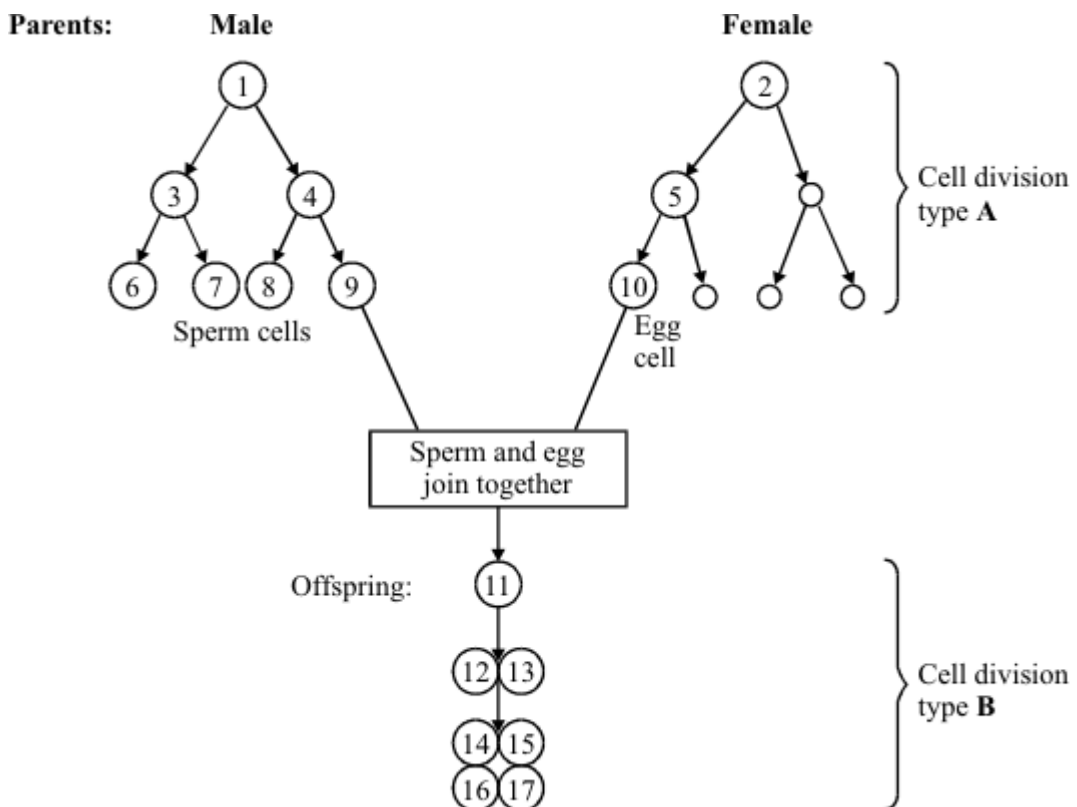 Parents: Male Female
1 2
3 4 5
Cell division
type A
6 7 8 9 10
Sperm cells
Egg
cell
Sperm and egg
join together
Offspring: 11
12 13
Cell division
type B
14 15
16 17